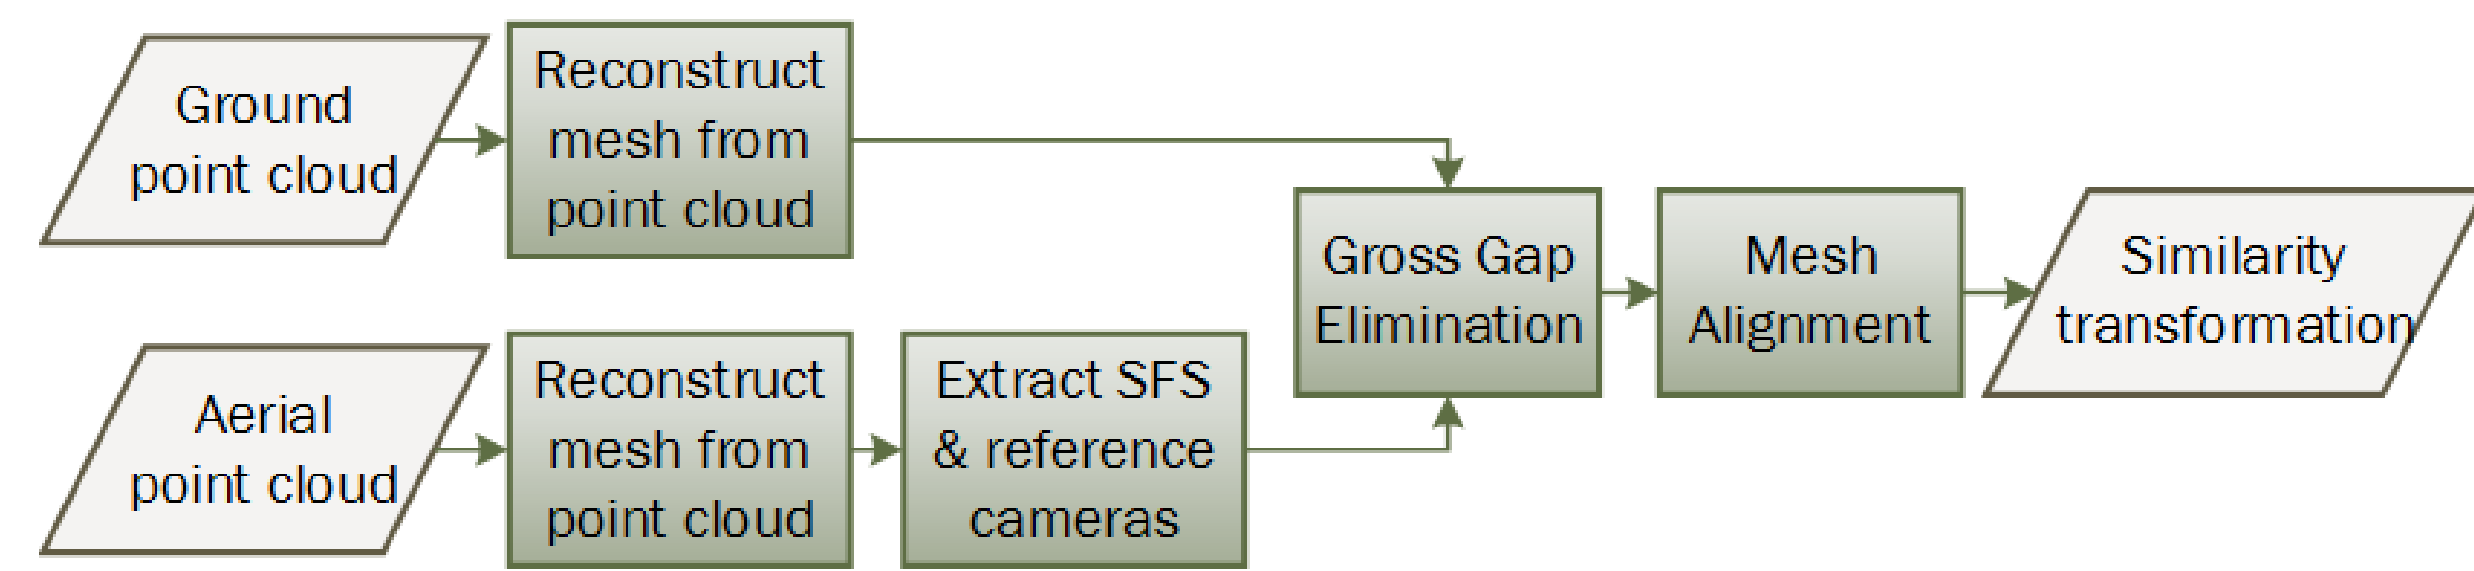 Ground
point cloud
Reconstruct
mesh from
point cloud
Aerial
point cloud
Reconstruct
mesh from
point cloud
Extract SFS
& reference
cameras
Gross Gap
Elimination
Mesh
Alignment
Similarity
transformation